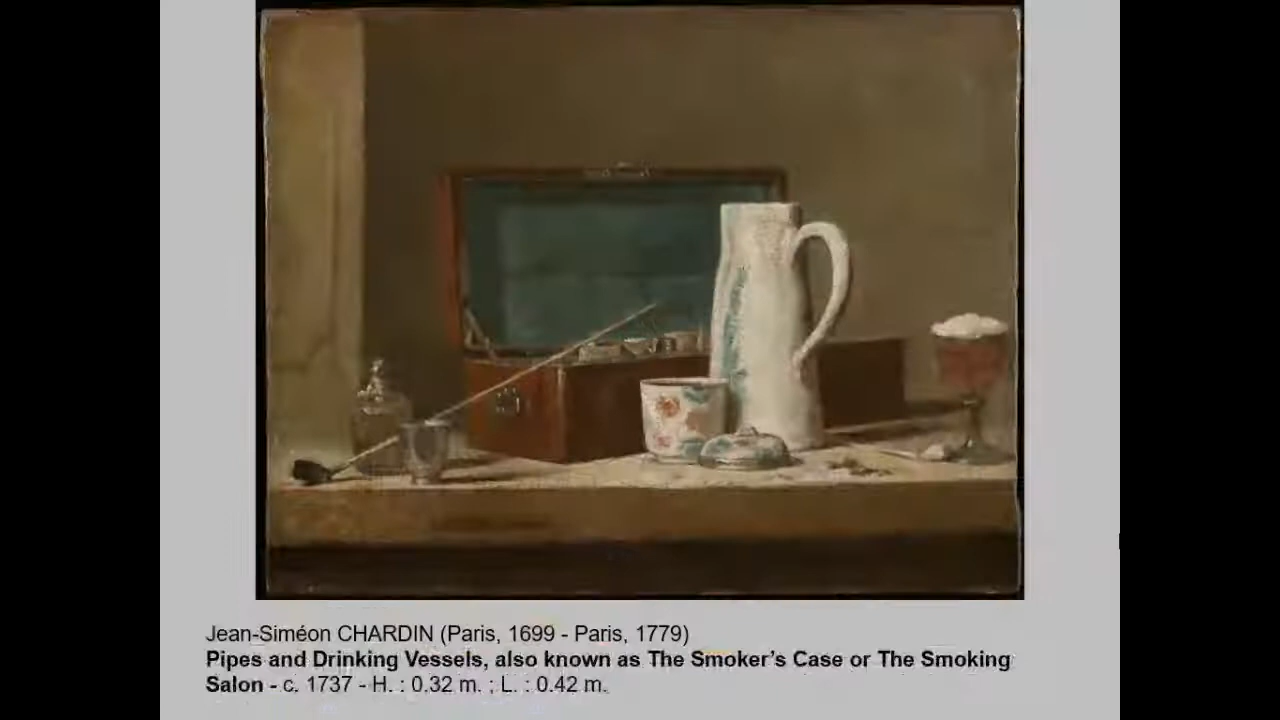 Jean-Siméon CHARDIN (Paris, 1699 - Paris, 1779)
Pipes and Drinking Vessels, also known as The Smoker's Case or The Smoking
Salon - c. 1737 - H. : 0.32 m. ; L. : 0.42 m.